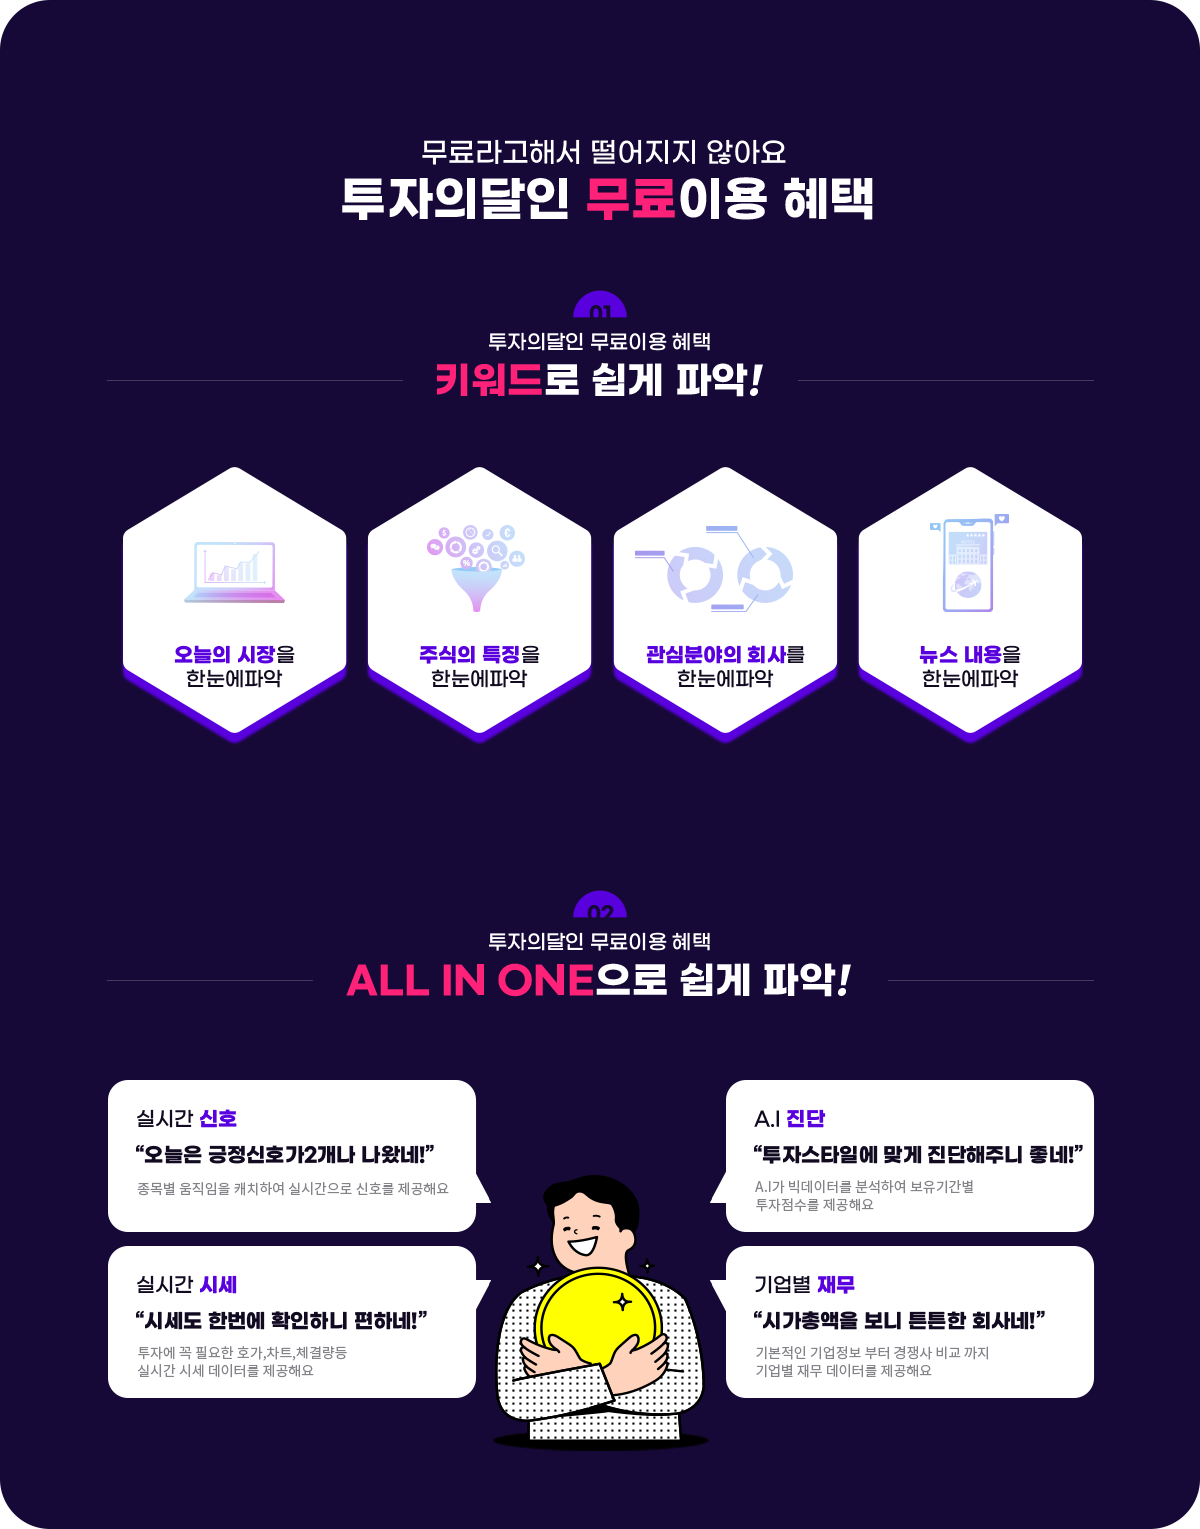 무료라고해서 떨어지지 않아요
투자의달인 무료이용 혜택
01
투자의달인 무료이용 혜택
키워드로 쉽게 파악!
오늘의 시장을
한눈에파악
주식의 특징을
한눈에파악
관심분야의 회사를
한눈에파악
뉴스 내용을
한눈에파악
02
투자의달인 무료이용 혜택
ALL IN ONE으로 쉽게 파악!
실시간 신호
“오늘은 긍정신호가2개나 나왔네!”
종목별 움직임을 캐치하여 실시간으로 신호를 제공해요
A.I 진단
“투자스타일에 맞게 진단해주니 좋네!”
A.I가 빅데이터를 분석하여 보유기간별
투자점수를 제공해요
실시간 시세
“시세도 한번에 확인하니 편하네!”
투자에 꼭 필요한 호가,차트,체결량등
실시간 시세 데이터를 제공해요
기업별 재무
“시가총액을 보니 튼튼한 회사네!”
기본적인 기업정보 부터 경쟁사 비교 까지
기업별 재무 데이터를 제공해요